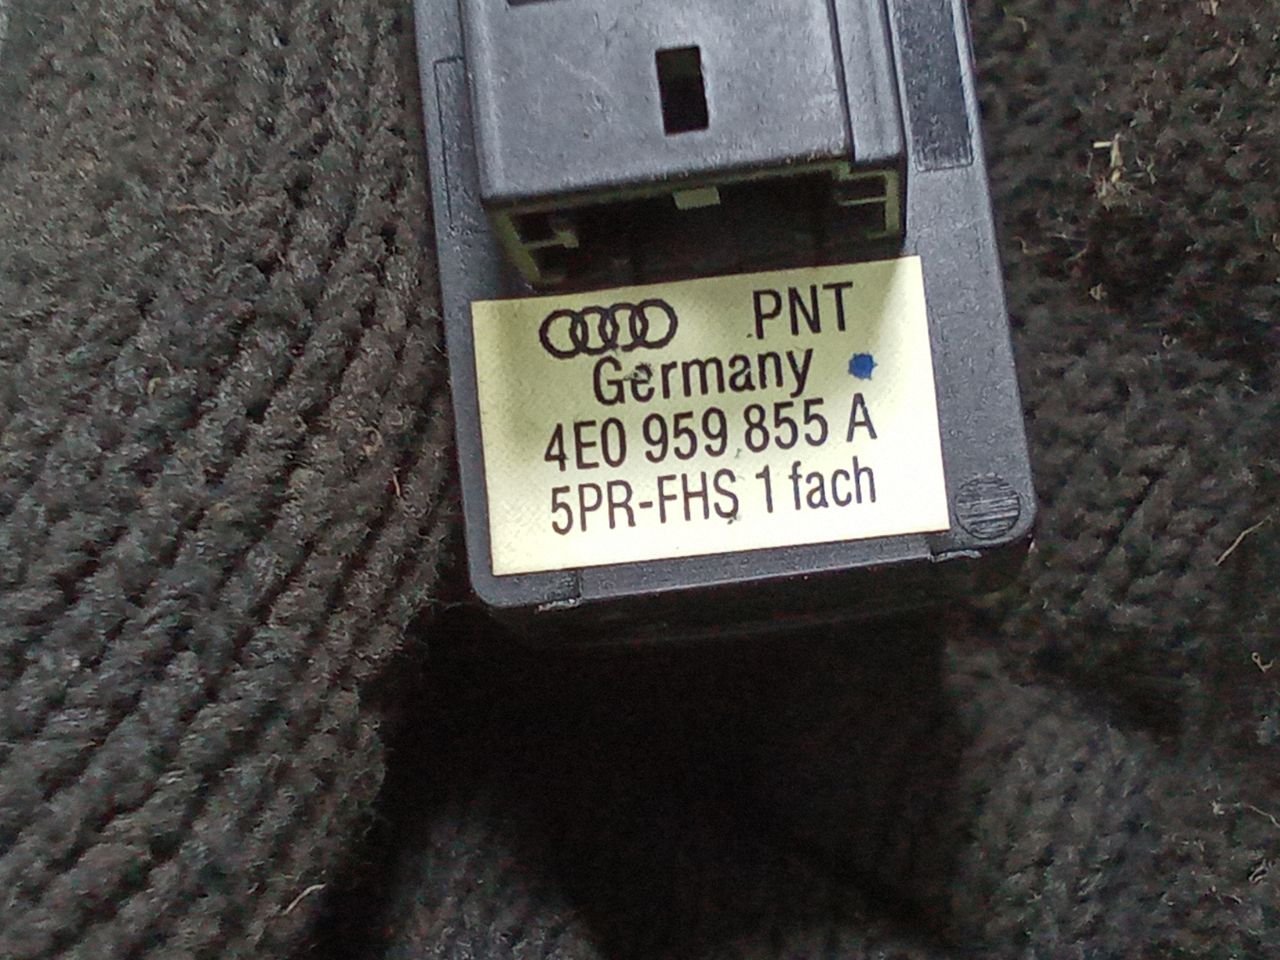 PNT
Germany
4E0 959 855 A
5PR-FHS 1 fach